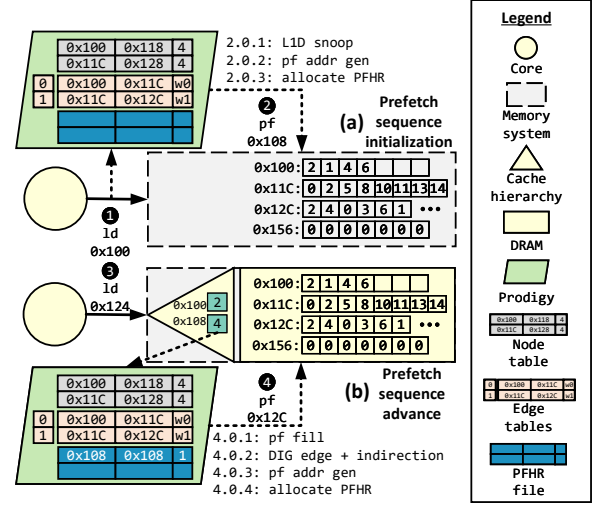 0x100 0x118 4
0x11C 0x128 4
0 0x100 0x11C w0
1 0x11C 0x12C w1
2.0.1: L1D snoop
2.0.2: pf addr gen
2.0.3: allocate PFHR
2
pf
0x108
(a) Prefetch
sequence
initialization
0x100: 2 1 4 6
0x11C: 0 2 5 8 10 11 13 14
0x12C: 2 4 0 3 6 1 •••
0x156: 0 0 0 0 0 0 0
1
ld
0x100
3
ld
0x124
0x100 2
0x108 4
0x100: 2 1 4 6
0x11C: 0 2 5 8 10 11 13 14
0x12C: 2 4 0 3 6 1 •••
0x156: 0 0 0 0 0 0 0
4
pf
0x12C
(b) Prefetch
sequence
advance
0x100 0x118 4
0x11C 0x128 4
0 0x100 0x11C w0
1 0x11C 0x12C w1
0x108 0x108 1
4.0.1: pf fill
4.0.2: DIG edge + indirection
4.0.3: pf addr gen
4.0.4: allocate PFHR
Legend
Core
Memory
system
Cache
hierarchy
DRAM
Prodigy
0x100 0x118 4
0x11C 0x128 4
Node
table
0 0x100 0x11C w0
1 0x11C 0x12C w1
Edge
tables
PFHR
file